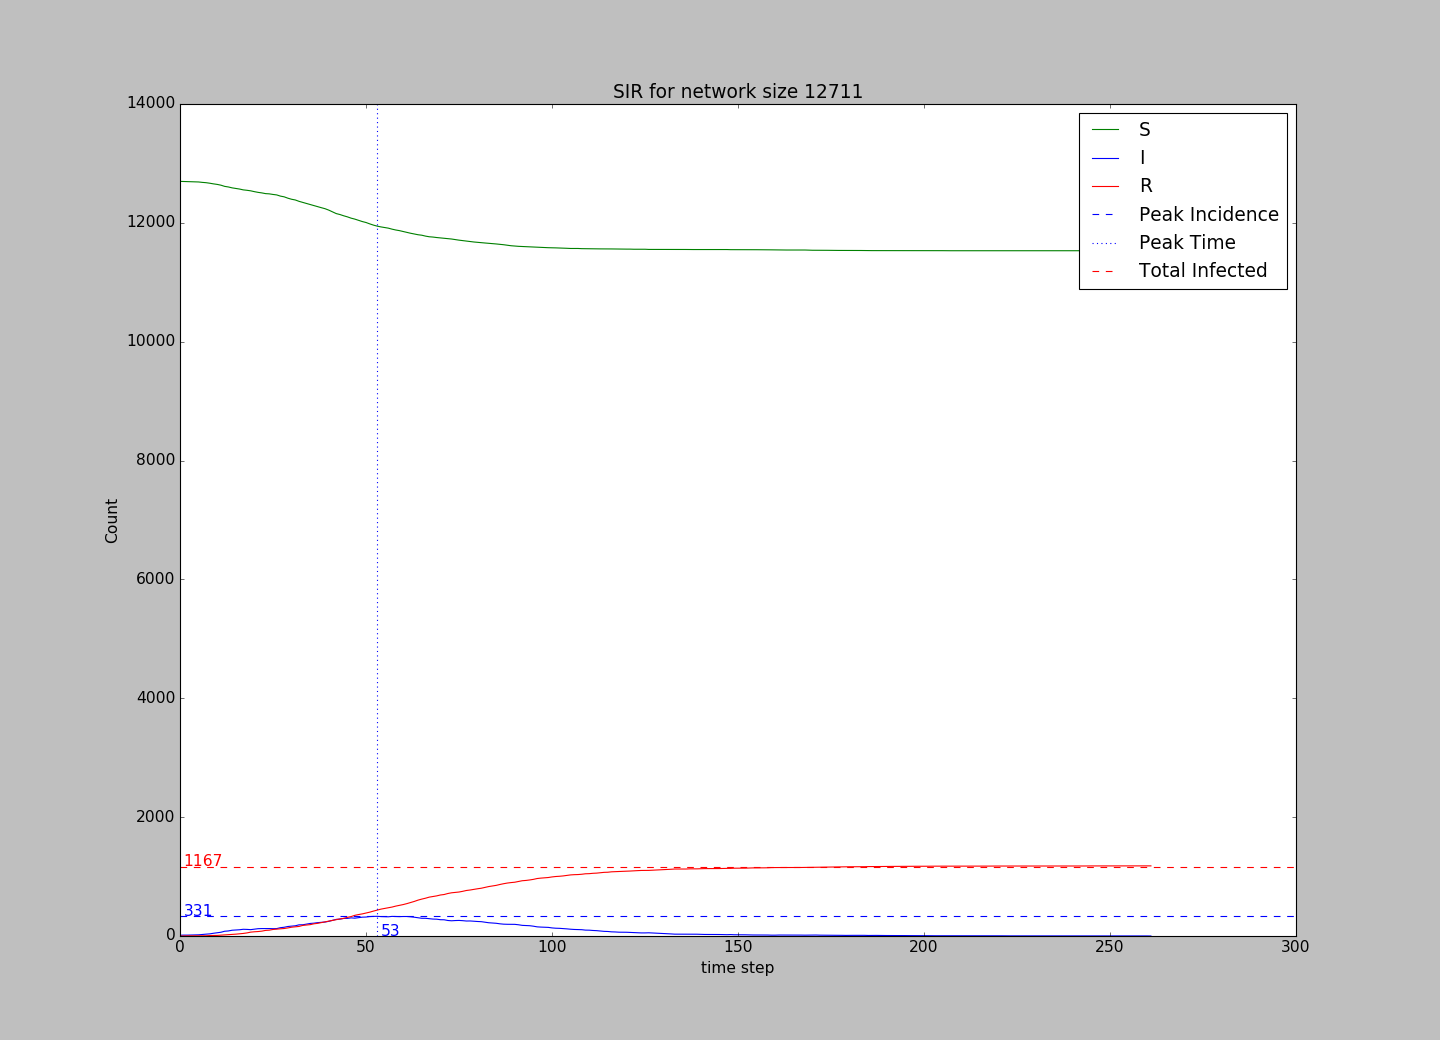 SIR for network size 12711
14000
12000
10000
8000
6000
4000
2000
0
Count
S
I
R
Peak Incidence
Peak Time
Total Infected
1167
331
53
0 50 100 150 200 250 300
time step